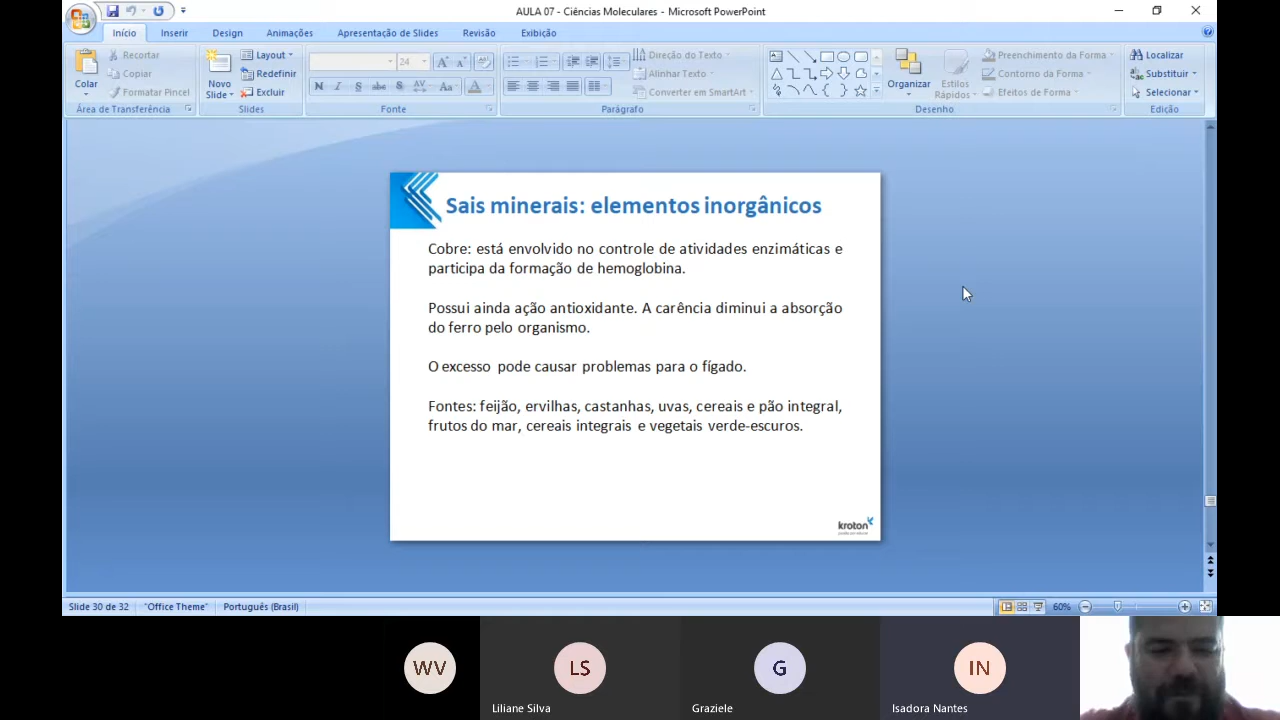 AULA 07 - Ciências Moleculares - Microsoft PowerPoint
Início Inserir Design Animações Apresentação de Slides Revisão Exibição
Colar
Recortar
Copiar
Formatar Pincel
Área de Transferência
Novo
Slide
Layout
Redefinir
Excluir
Slides
24
N I S abc S AV Aa A
Fonte
Direção do Texto
Alinhar Texto
Converter em SmartArt
Parágrafo
Organizar
Estilos
Rápidos
Preenchimento da Forma
Contorno da Forma
Efeitos de Forma
Desenho
Localizar
Substituir
Selecionar
Edição
Sais minerais: elementos inorgânicos
Cobre: está envolvido no controle de atividades enzimáticas e
participa da formação de hemoglobina.
Possui ainda ação antioxidante. A carência diminui a absorção
do ferro pelo organismo.
O excesso pode causar problemas para o fígado.
Fontes: feijão, ervilhas, castanhas, uvas, cereais e pão integral,
frutos do mar, cereais integrais e vegetais verde-escuros.
kroton
Slide 30 de 32 "Office Theme" Português (Brasil) 60%
WV LS G IN
Liliane Silva Graziele Isadora Nantes